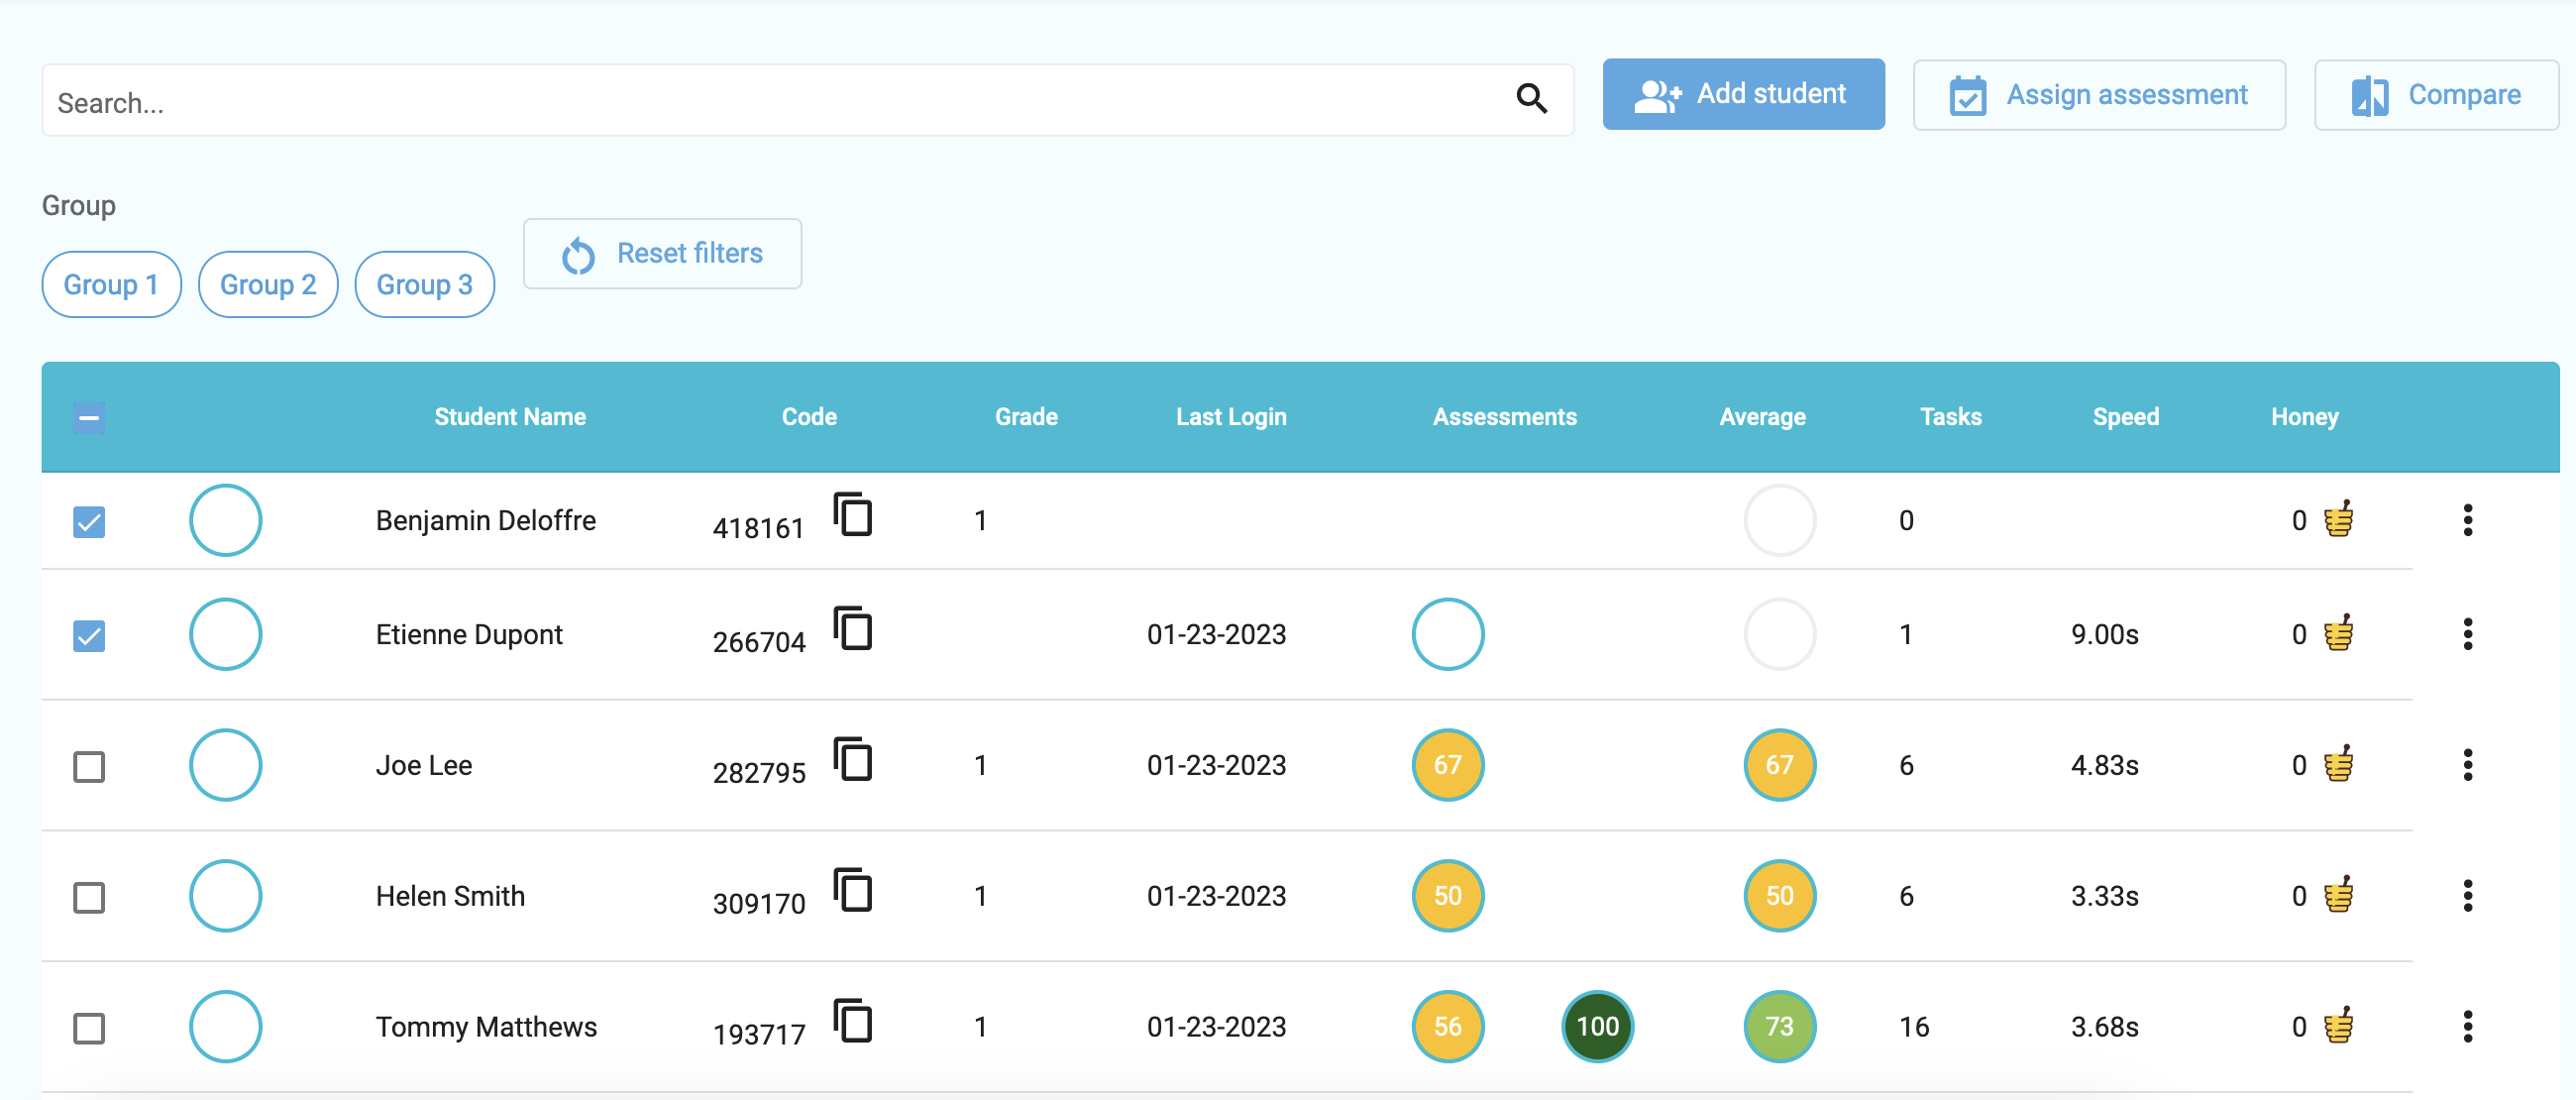 Search...
Add student
Assign assessment
Compare
Group
Group 1 Group 2 Group 3
Reset filters
Student Name Code Grade Last Login Assessments Average Tasks Speed Honey
Benjamin Deloffre 418161 1 0 0
Etienne Dupont 266704 01-23-2023 1 9.00s 0
Joe Lee 282795 1 01-23-2023 67 67 6 4.83s 0
Helen Smith 309170 1 01-23-2023 50 50 6 3.33s 0
Tommy Matthews 193717 1 01-23-2023 56 100 73 16 3.68s 0